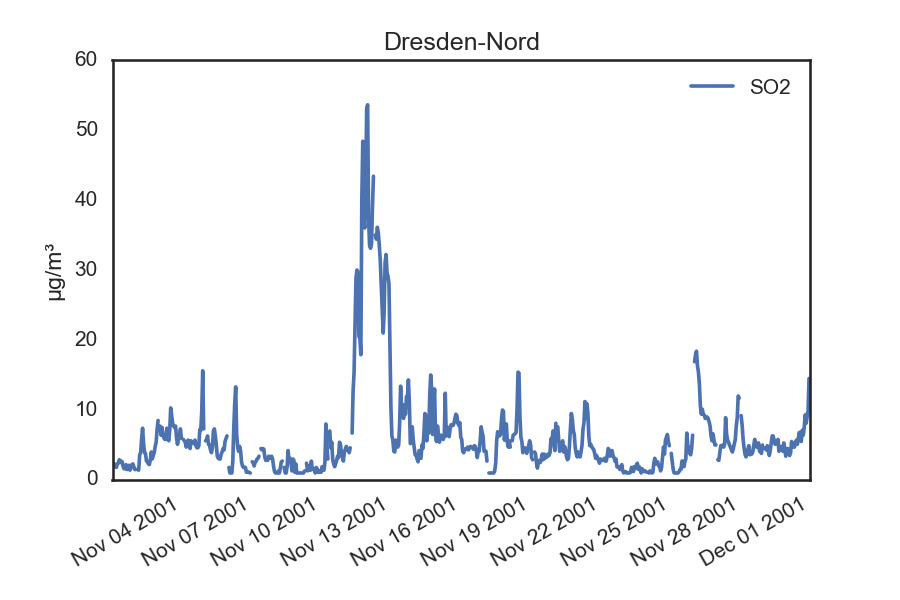 Dresden-Nord
60
50
40
30
20
10
0
µg/m³
SO2
Nov 04 2001
Nov 07 2001
Nov 10 2001
Nov 13 2001
Nov 16 2001
Nov 19 2001
Nov 22 2001
Nov 25 2001
Nov 28 2001
Dec 01 2001